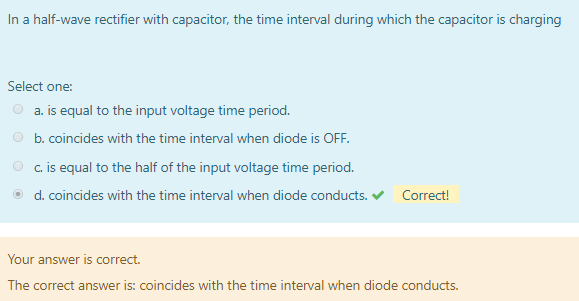 In a half-wave rectifier with capacitor, the time interval during which the capacitor is charging
Select one:
a. is equal to the input voltage time period.
b. coincides with the time interval when diode is OFF.
c. is equal to the half of the input voltage time period.
d. coincides with the time interval when diode conducts. ✔ Correct!
Your answer is correct.
The correct answer is: coincides with the time interval when diode conducts.